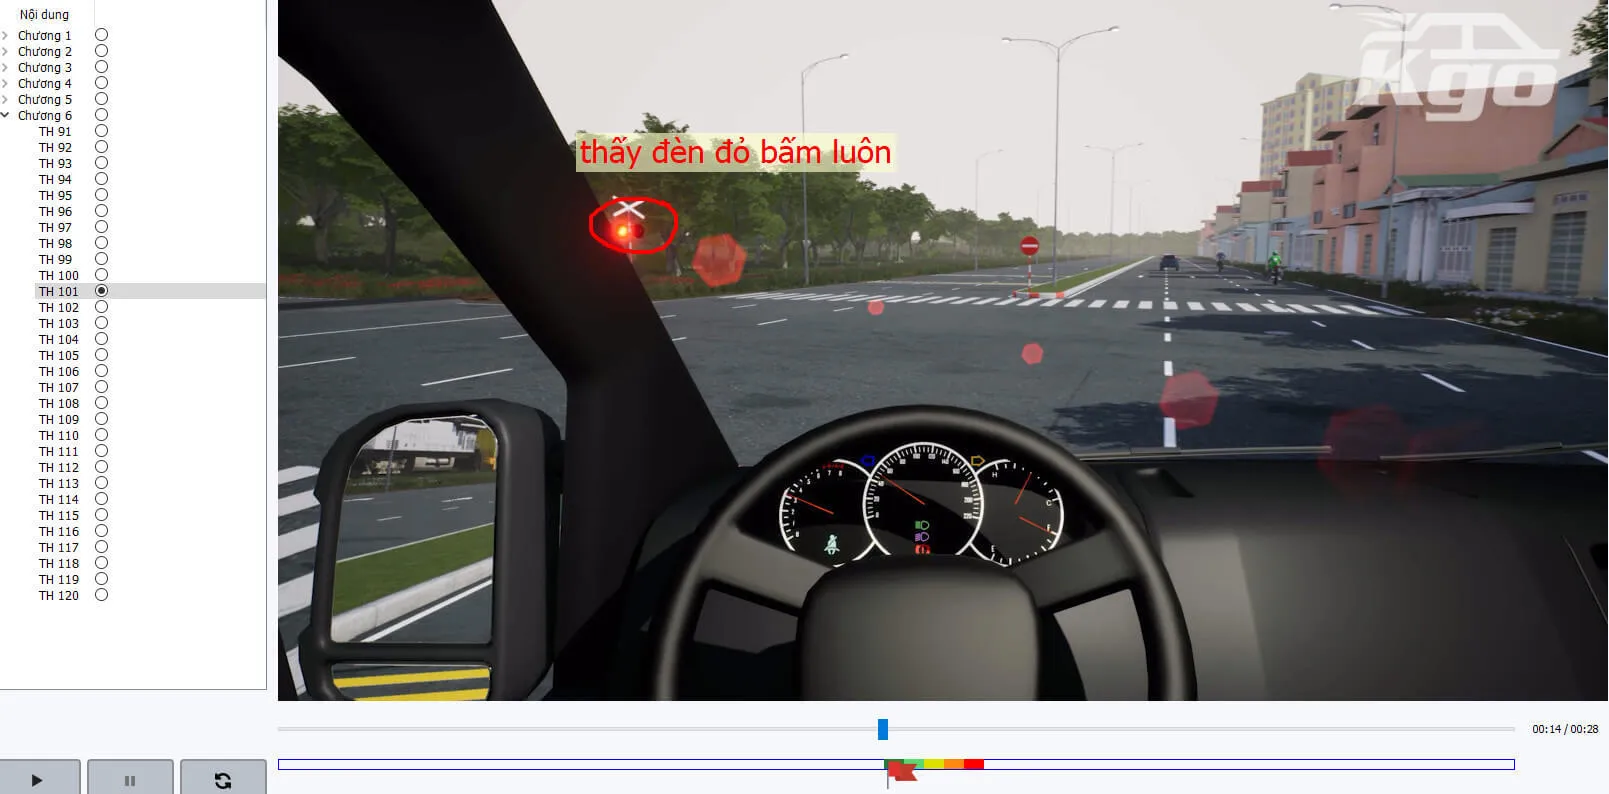 Nội dung
Chương 1
Chương 2
Chương 3
Chương 4
Chương 5
Chương 6
TH 91
TH 92
TH 93
TH 94
TH 95
TH 96
TH 97
TH 98
TH 99
TH 100
TH 101
TH 102
TH 103
TH 104
TH 105
TH 106
TH 107
TH 108
TH 109
TH 110
TH 111
TH 112
TH 113
TH 114
TH 115
TH 116
TH 117
TH 118
TH 119
TH 120
Kgo
thấy đèn đỏ bấm luôn
H
C
F
E
00:14 / 00:28